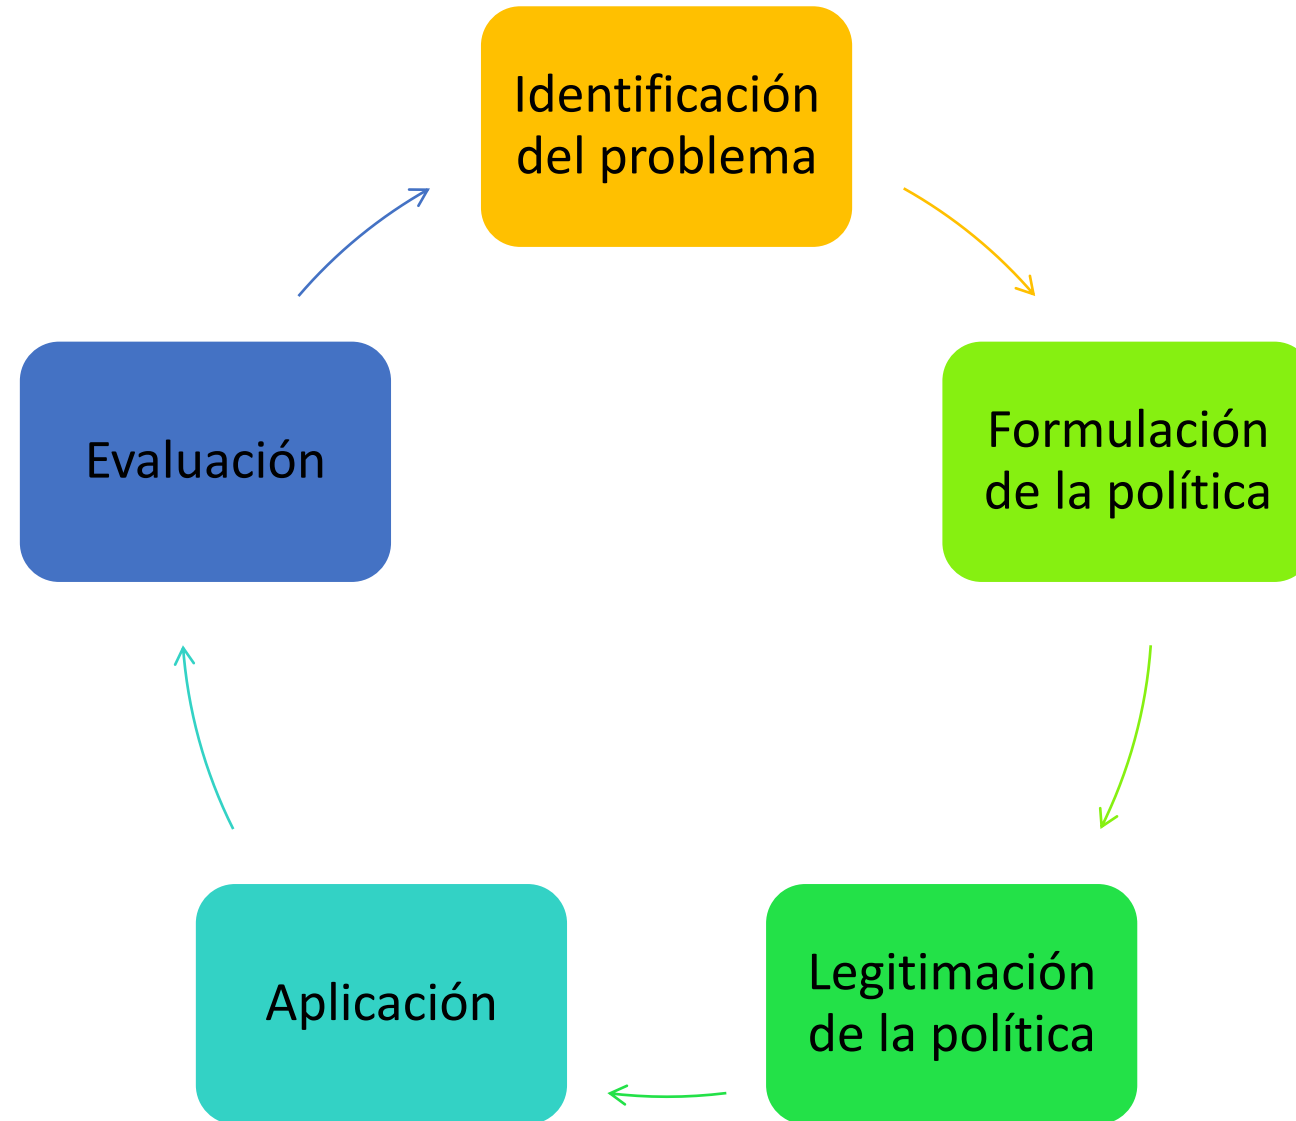 Identificación
del problema
Formulación
de la política
Legitimación
de la política
Aplicación
Evaluación